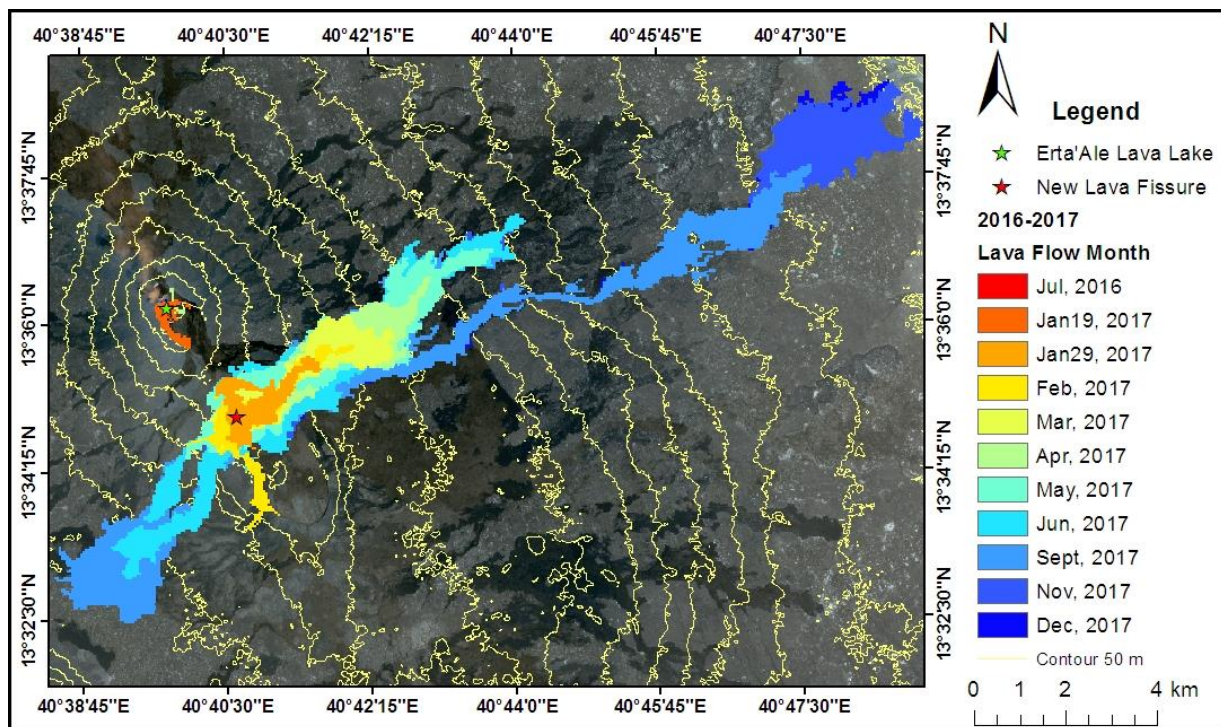 40°38'45"E 40°40'30"E 40°42'15"E 40°44'0"E 40°45'45"E 40°47'30"E
13°37'45"N
13°36'0"N
13°34'15"N
13°32'30"N
13°37'45"N
13°36'0"N
13°34'15"N
13°32'30"N
40°38'45"E 40°40'30"E 40°42'15"E 40°44'0"E 40°45'45"E 40°47'30"E
N
Legend
Erta'Ale Lava Lake
New Lava Fissure
2016-2017
Lava Flow Month
Jul, 2016
Jan19, 2017
Jan29, 2017
Feb, 2017
Mar, 2017
Apr, 2017
May, 2017
Jun, 2017
Sept, 2017
Nov, 2017
Dec, 2017
Contour 50 m
0 1 2 4 km